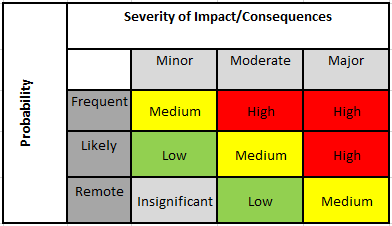 Severity of Impact/Consequences
Probability
Minor Moderate Major
Frequent Medium High High
Likely Low Medium High
Remote Insignificant Low Medium